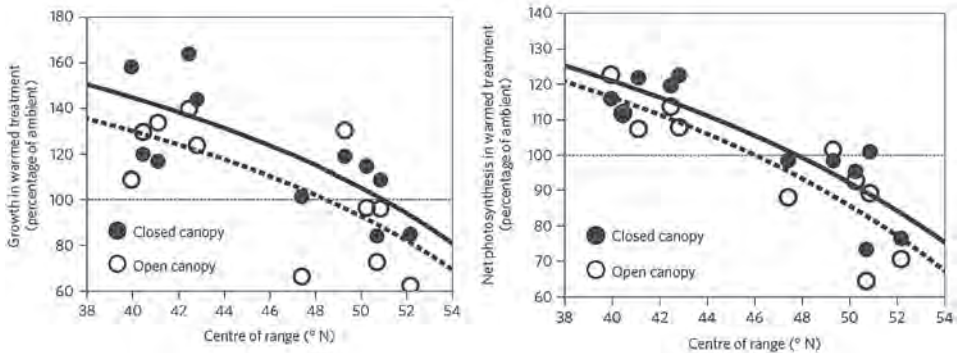 180
160
140
120
100
80
60
Growth in warmed treatment
(percentage of ambient)
Closed canopy
Open canopy
38 40 42 44 46 48 50 52 54
Centre of range (° N)
140
130
120
110
100
90
80
70
60
Net photosynthesis in warmed treatment
(percentage of ambient)
Closed canopy
Open canopy
38 40 42 44 46 48 50 52 54
Centre of range (° N)